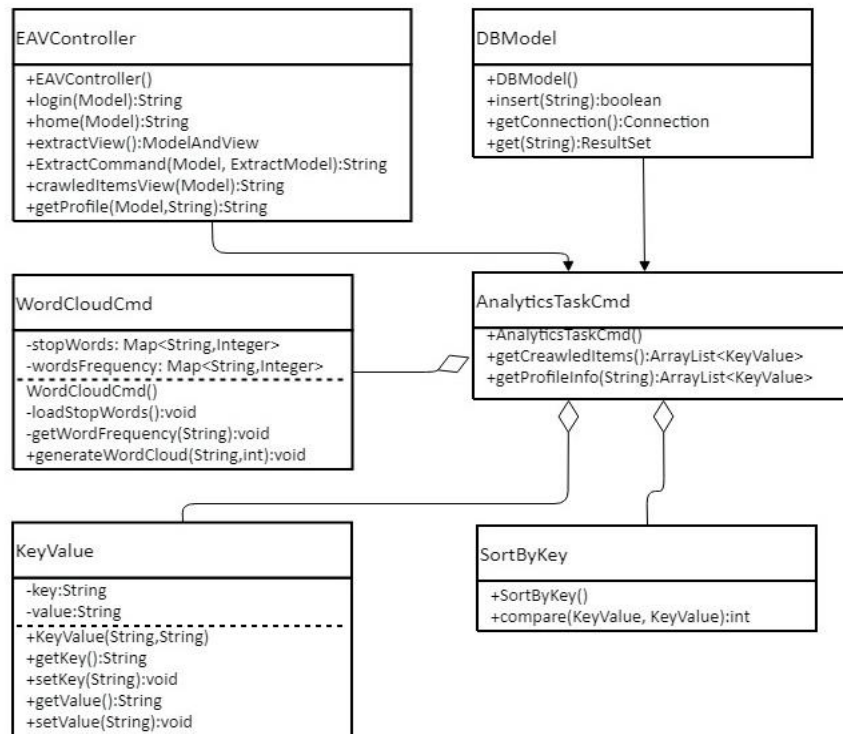 EAVController
+EAVController()
+login(Model):String
+home(Model):String
+extractView():ModelAndView
+ExtractCommand(Model, ExtractModel):String
+crawledItemsView(Model):String
+getProfile(Model,String):String
DBModel
+DBModel()
+insert(String):boolean
+getConnection():Connection
+get(String):ResultSet
WordCloudCmd
-stopWords: Map<String,Integer>
-wordsFrequency: Map<String,Integer>
WordCloudCmd()
-loadStopWords():void
-getWordFrequency(String):void
+generateWordCloud(String,int):void
AnalyticsTaskCmd
+AnalyticsTaskCmd()
+getCreawledItems():ArrayList<KeyValue>
+getProfileInfo(String):ArrayList<KeyValue>
KeyValue
-key:String
-value:String
+KeyValue(String,String)
+getKey():String
+setKey(String):void
+getValue():String
+setValue(String):void
SortByKey
+SortByKey()
+compare(KeyValue, KeyValue):int